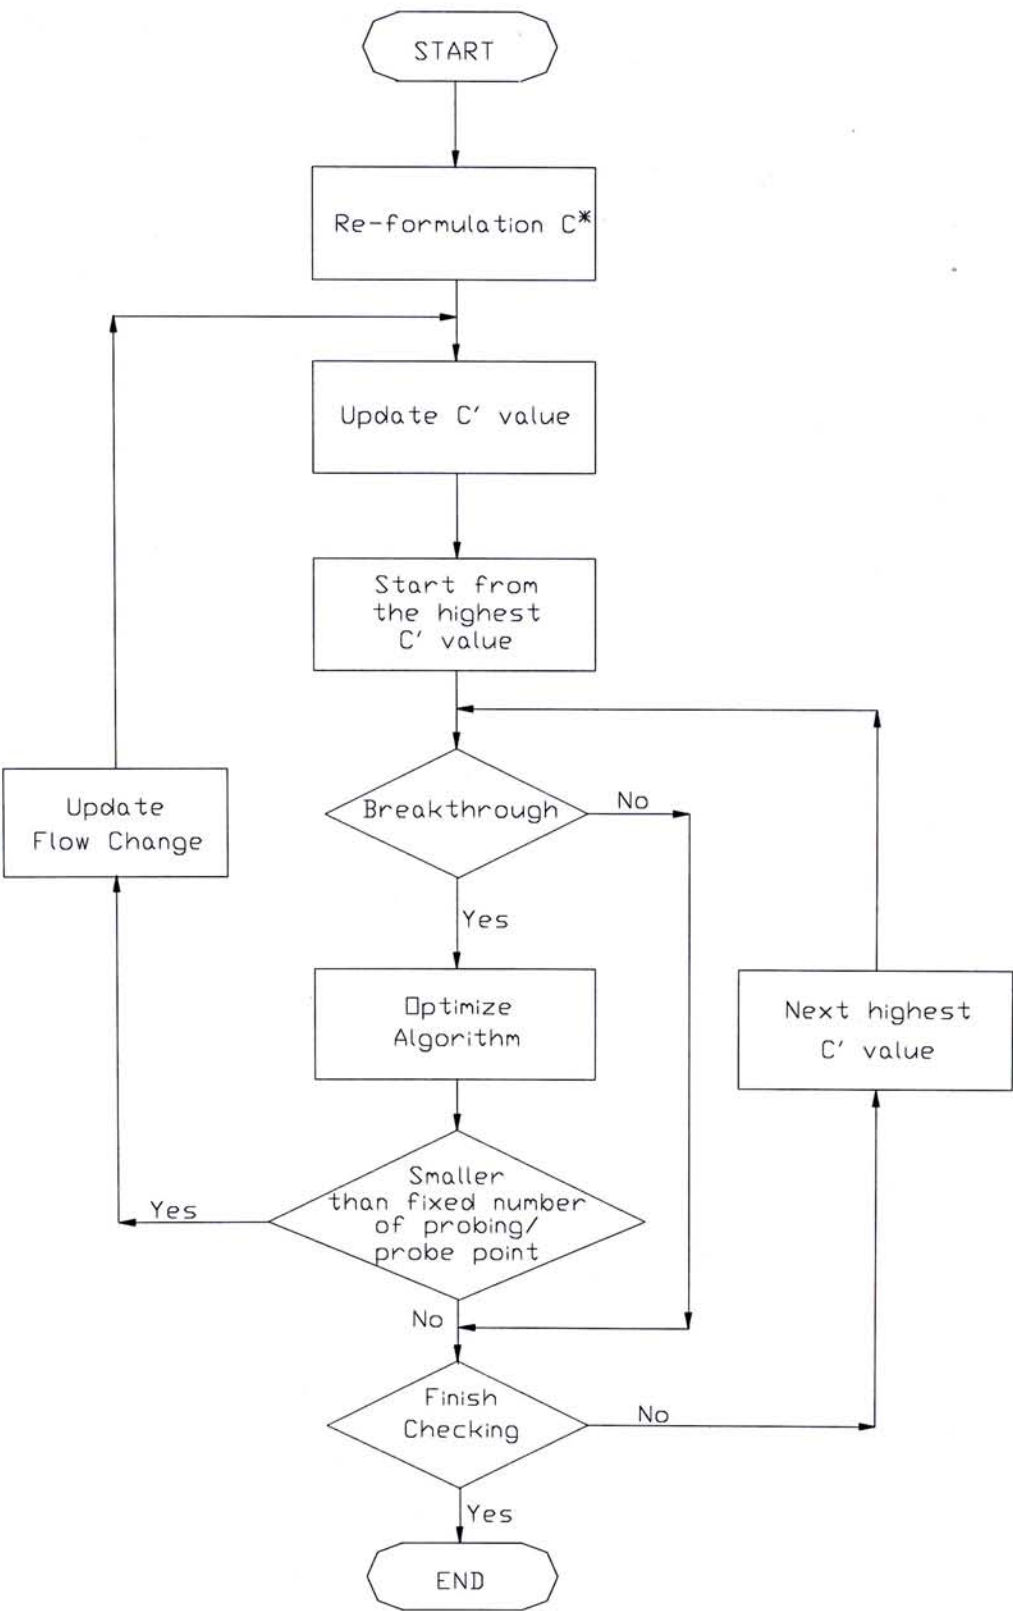 START
Re-formulation C*
Update C' value
Start from
the highest
C' value
Update
Flow Change
Breakthrough
No
Yes
Optimize
Algorithm
Next highest
C' value
Smaller
than fixed number
of probing/
probe point
Yes
No
Finish
Checking
No
Yes
END